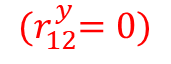 (r_{12}^{y} = 0)